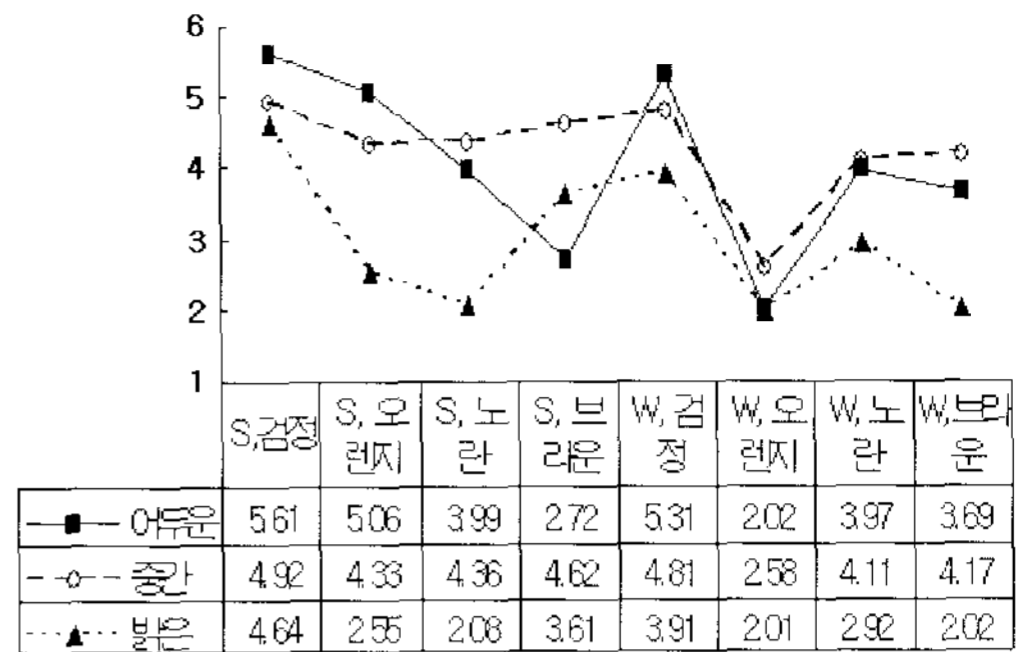 6
5
4
3
2
1
S,검정 S, 오렌지 S, 노란 S, 브라운 W, 검정 W, 오렌지 W, 노란 W,브라운
어두운 5.61 5.06 3.99 2.72 5.31 2.02 3.97 3.69
중간 4.92 4.33 4.36 4.62 4.81 2.58 4.11 4.17
밝은 4.64 2.55 2.08 3.61 3.91 2.01 2.92 2.02